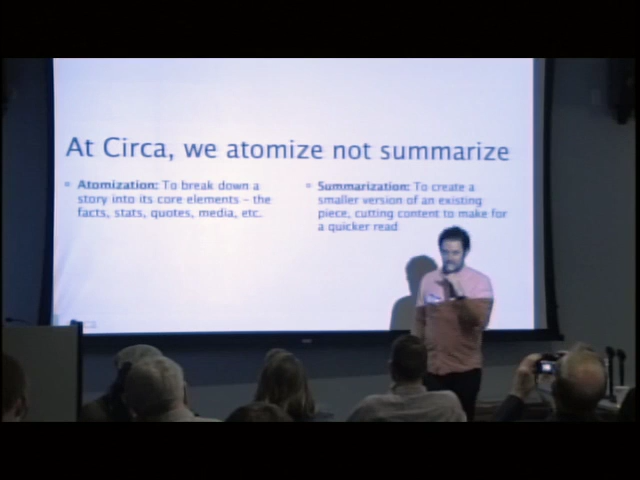 At Circa, we atomize not summarize
Atomization: To break down a
story into its core elements – the
facts, stats, quotes, media, etc.
Summarization: To create a
smaller version of an existing
piece, cutting content to make for
a quicker read